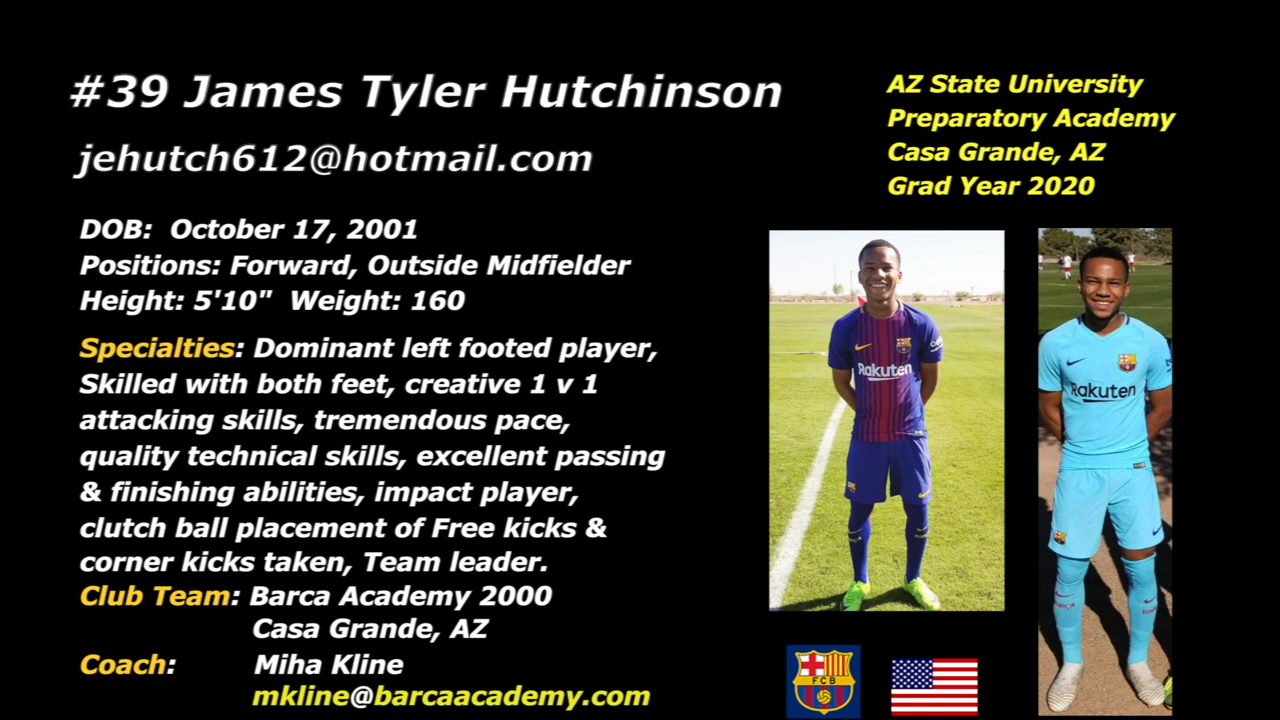 #39 James Tyler Hutchinson
jehutch612@hotmail.com
AZ State University
Preparatory Academy
Casa Grande, AZ
Grad Year 2020
DOB: October 17, 2001
Positions: Forward, Outside Midfielder
Height: 5'10" Weight: 160
Specialties: Dominant left footed player,
Skilled with both feet, creative 1 v 1
attacking skills, tremendous pace,
quality technical skills, excellent passing
& finishing abilities, impact player,
clutch ball placement of Free kicks &
corner kicks taken, Team leader.
Club Team: Barca Academy 2000
Casa Grande, AZ
Coach: Miha Kline
mkline@barcaacademy.com
Rakuten
Rakuten
FCB